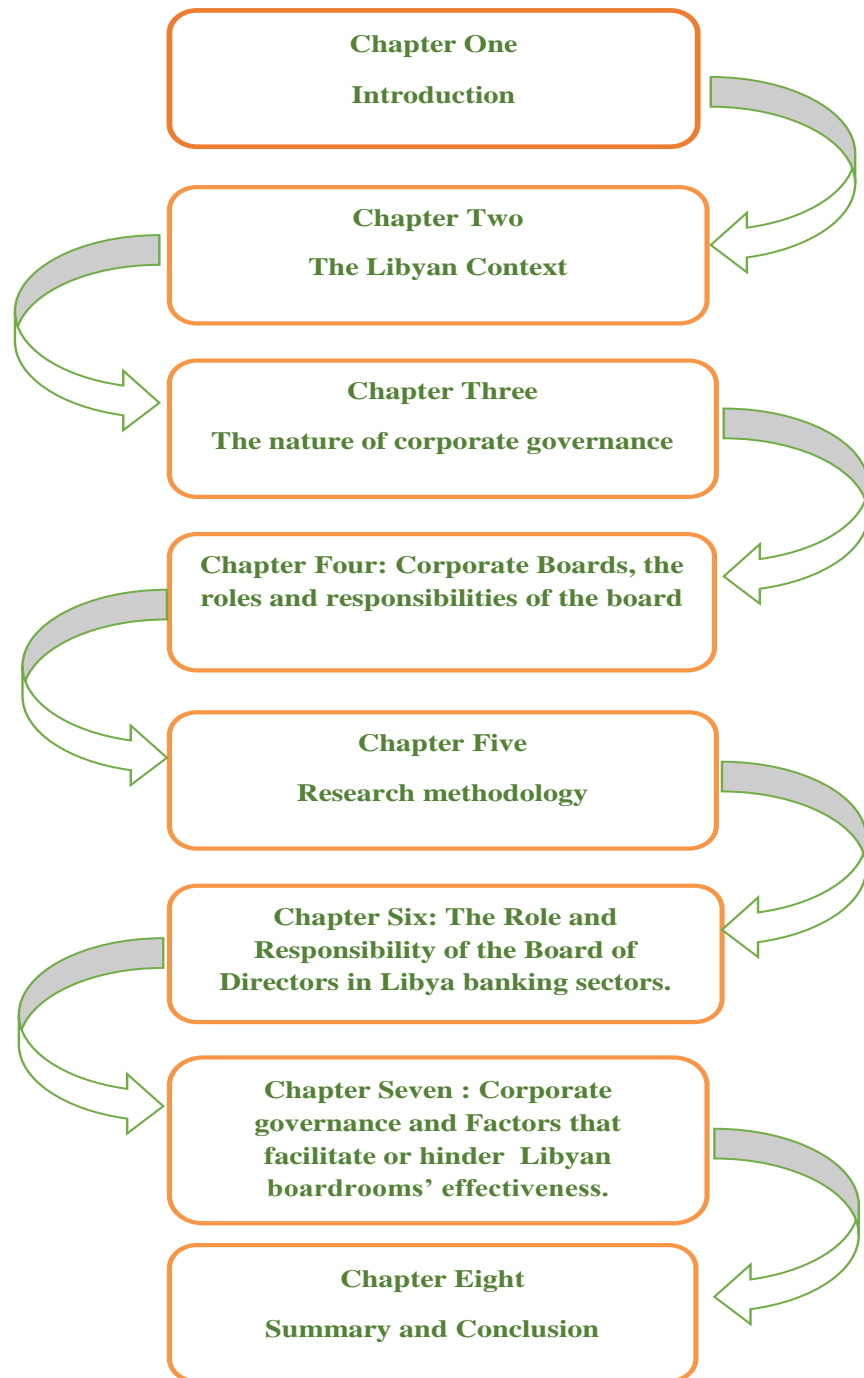 Chapter One
Introduction
Chapter Two
The Libyan Context
Chapter Three
The nature of corporate governance
Chapter Four: Corporate Boards, the
roles and responsibilities of the board
Chapter Five
Research methodology
Chapter Six: The Role and
Responsibility of the Board of
Directors in Libya banking sectors.
Chapter Seven : Corporate
governance and Factors that
facilitate or hinder  Libyan
boardrooms’ effectiveness.
Chapter Eight
Summary and Conclusion